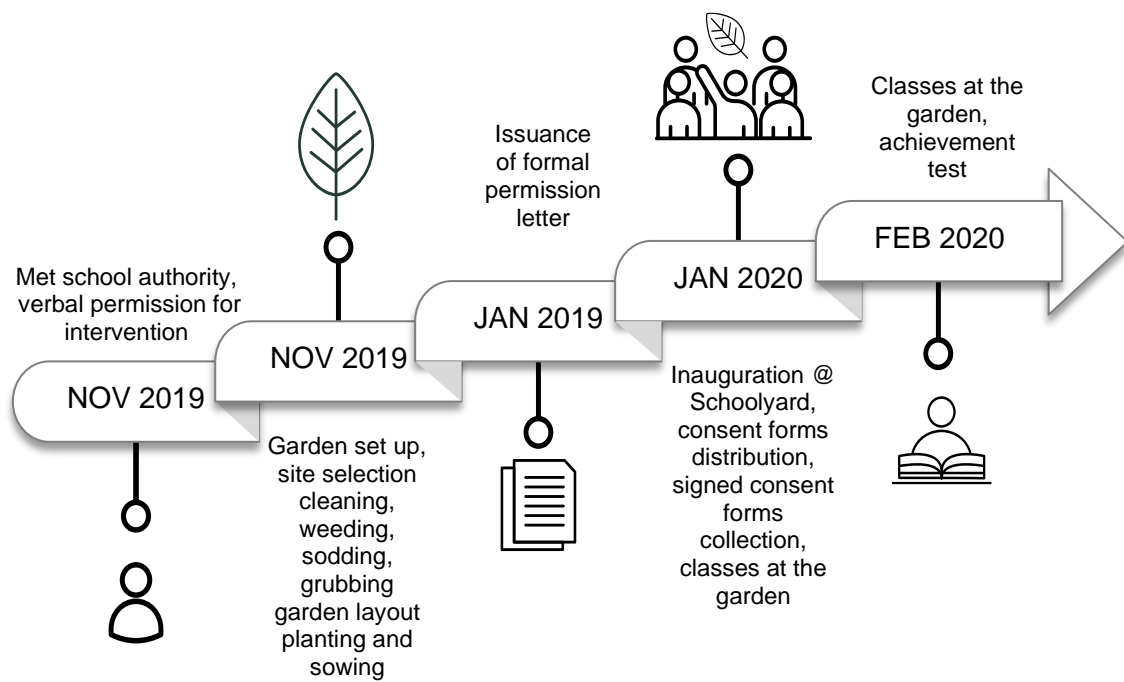 Met school authority,
verbal permission for
intervention
NOV 2019
NOV 2019
Garden set up,
site selection
cleaning,
weeding,
sodding,
grubbing
garden layout
planting and
sowing
Issuance
of formal
permission
letter
JAN 2019
JAN 2020
Inauguration @
Schoolyard,
consent forms
distribution,
signed consent
forms
collection,
classes at the
garden
Classes at the
garden,
achievement
test
FEB 2020